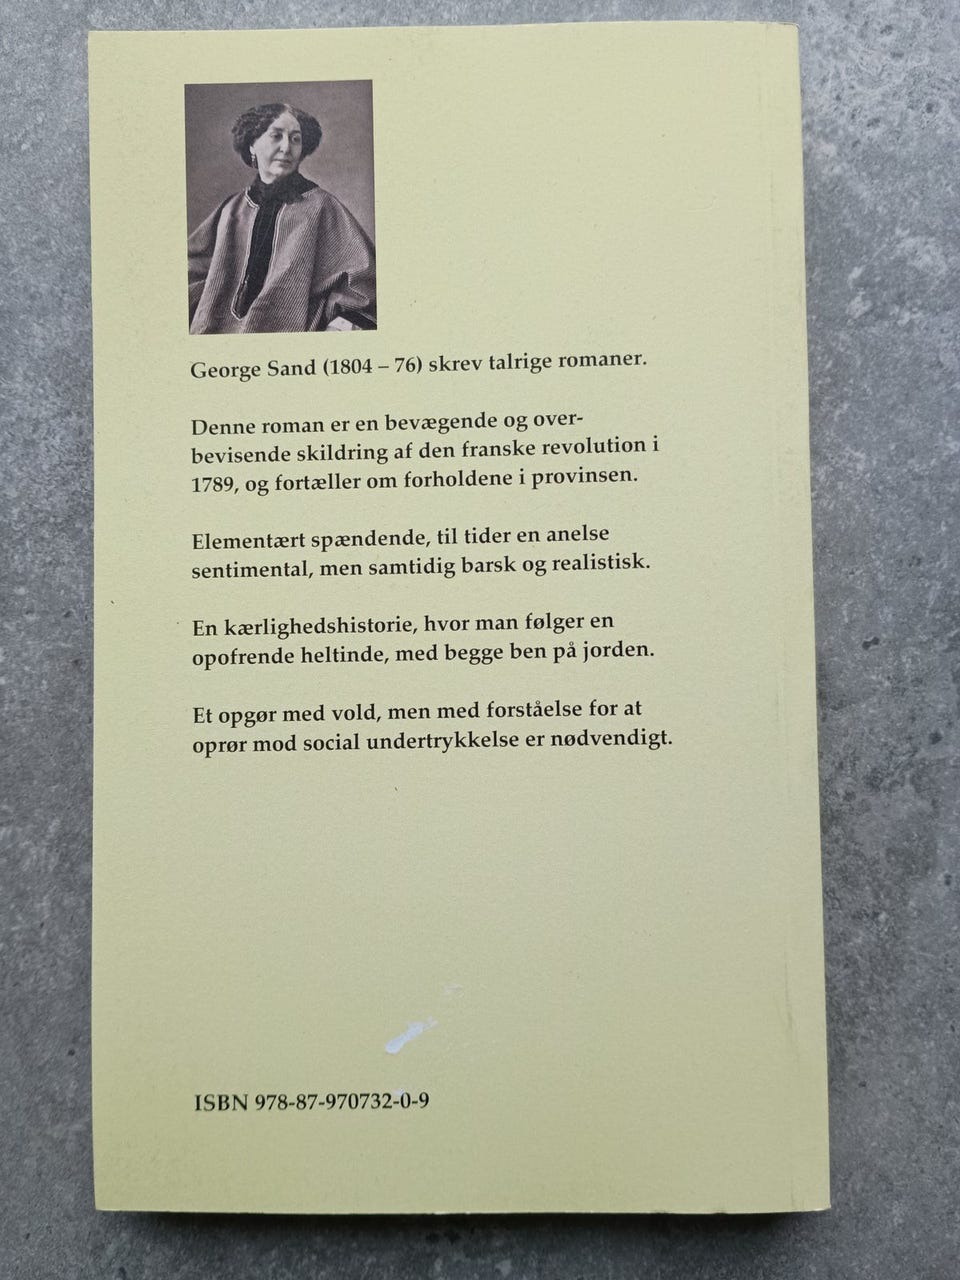 George Sand (1804 – 76) skrev talrige romaner.
Denne roman er en bevægende og over-
bevisende skildring af den franske revolution i
1789, og fortæller om forholdene i provinsen.
Elementært spændende, til tider en anelse
sentimental, men samtidig barsk og realistisk.
En kærlighedshistorie, hvor man følger en
opofrende heltinde, med begge ben på jorden.
Et opgør med vold, men med forståelse for at
oprør mod social undertrykkelse er nødvendigt.
ISBN 978-87-970732-0-9